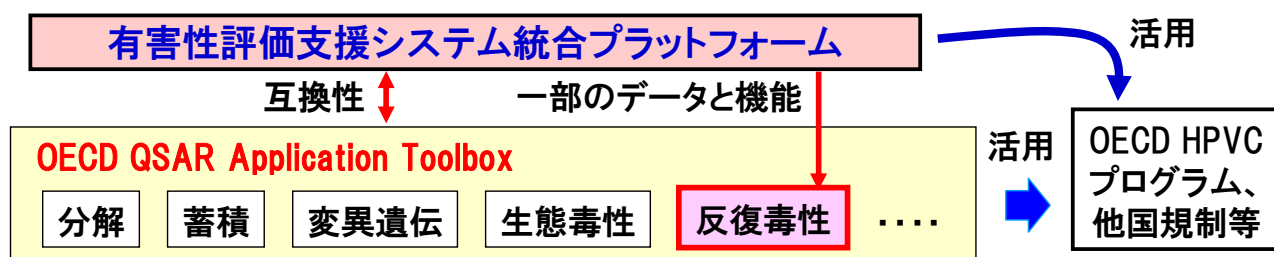 有害性評価支援システム統合プラットフォーム
活用
互換性
一部のデータと機能
OECD QSAR Application Toolbox
活用
OECD HPVC
プログラム、
他国規制等
分解
蓄積
変異遺伝
生態毒性
反復毒性
····